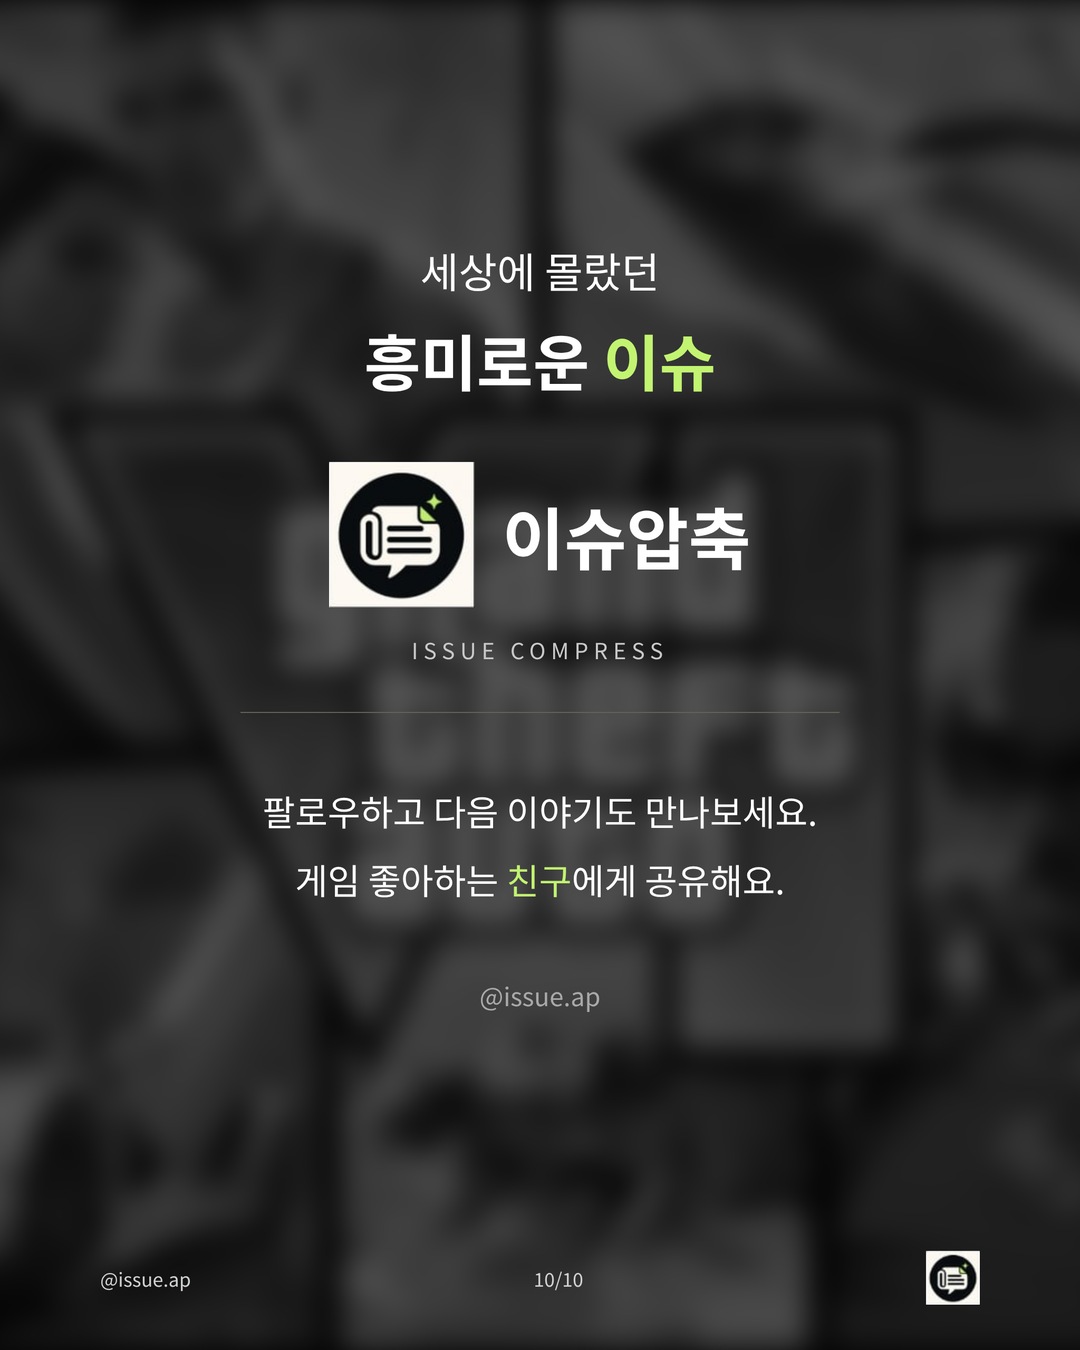 세상에 몰랐던
흥미로운 이슈
이슈압축
ISSUE COMPRESS
grand
theft
팔로우하고 다음 이야기도 만나보세요.
게임 좋아하는 친구에게 공유해요.
@issue.ap
@issue.ap
10/10